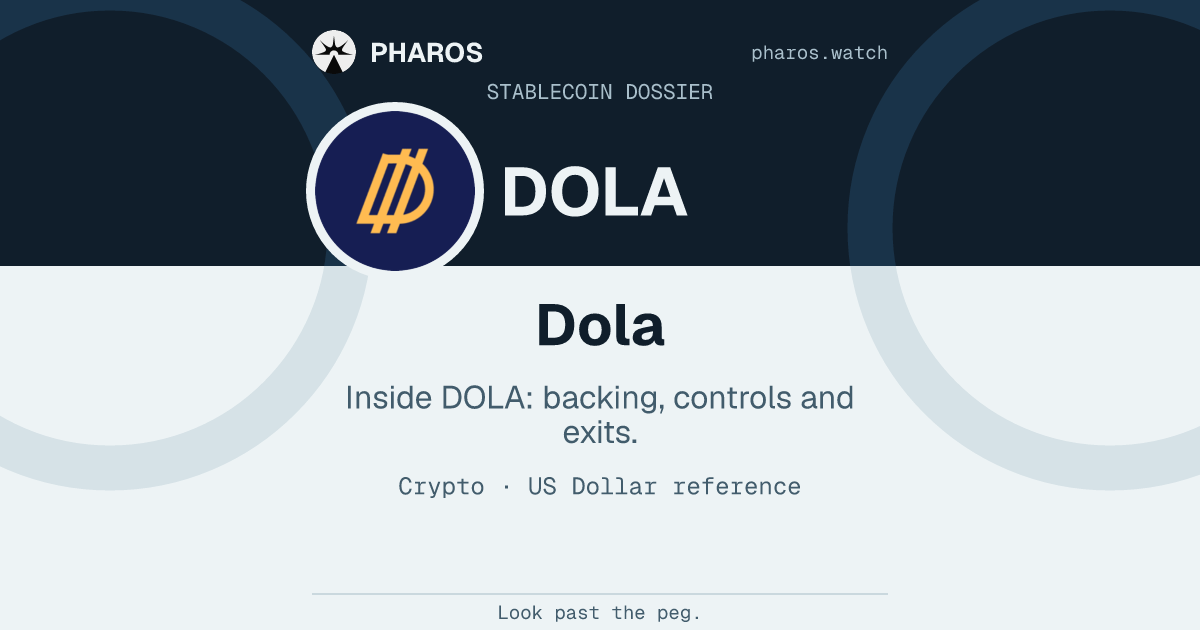 PHAROS
pharos.watch
STABLECOIN DOSSIER
DOLA
Dola
Inside DOLA: backing, controls and
exits.
Crypto · US Dollar reference
Look past the peg.